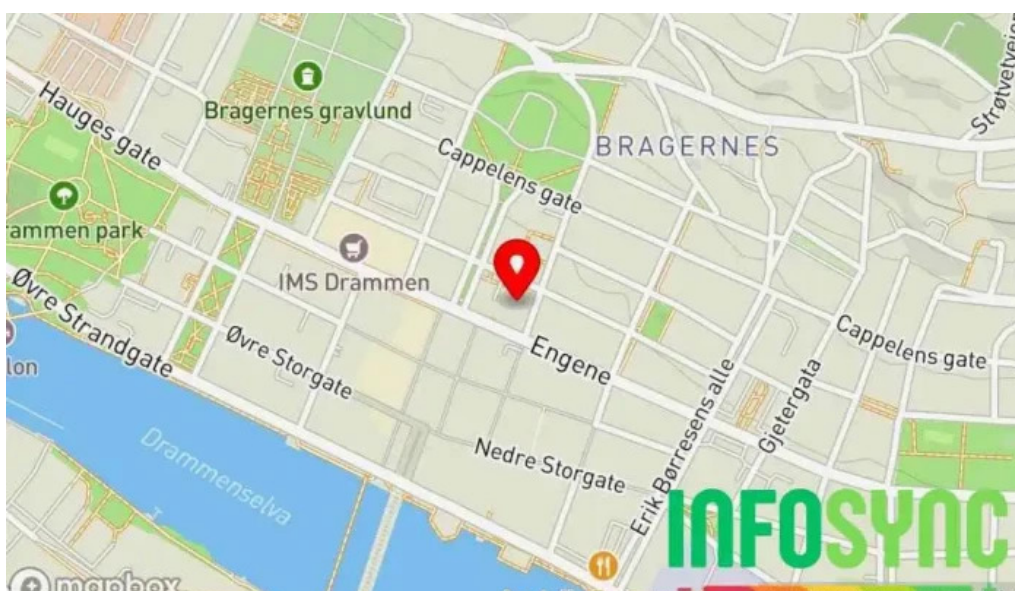 Hauges gate
Bragernes gravlund
BRAGERNES
Strøtvetveien
Cappelens gate
rammen park
IMS Drammen
Øvre Strandgate
Øvre Storgate
Engene
Cappelens gate
lon
Erik Børresens alle
Gjetergata
Drammenselva
Nedre Storgate
INFOSYNC
mapbox